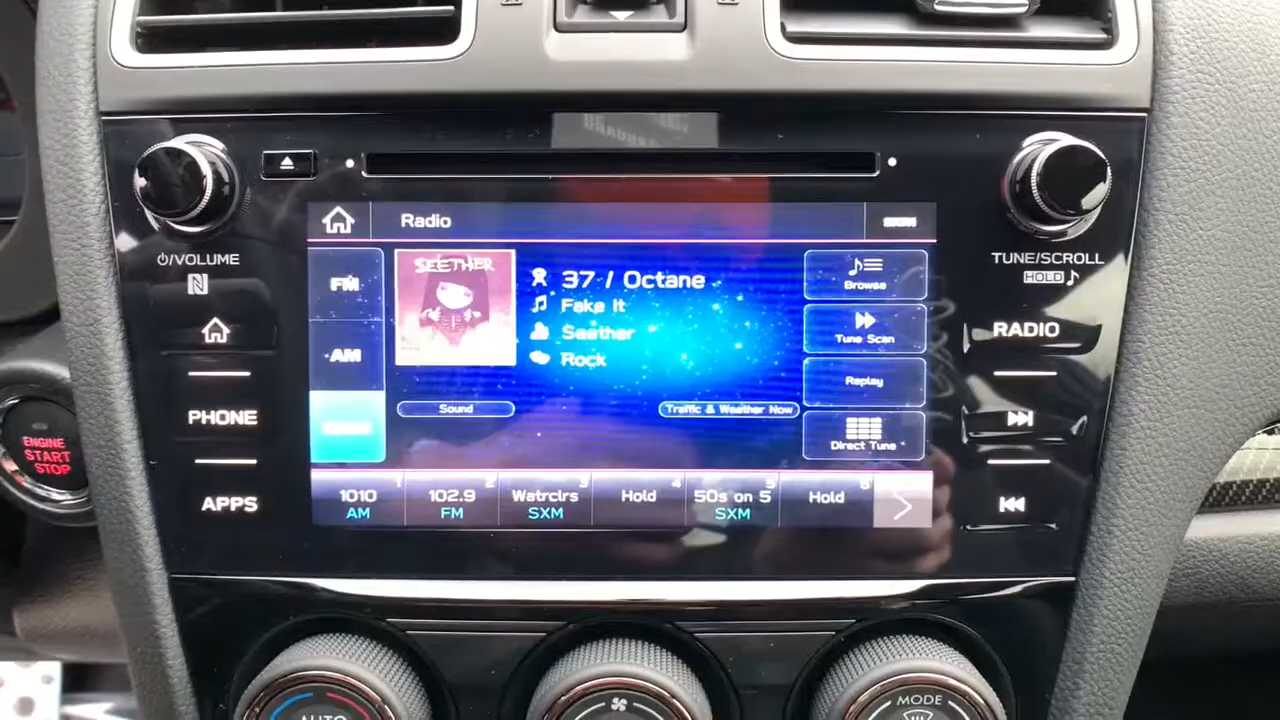 Radio
SXM
VOLUME
TUNE/SCROLL
HOLD
FM
SEETHER
37 / Octane
Browse
Fake It
Tune Scan
RADIO
AM
Seether
Rock
Replay
Sound
Traffic & Weather Now
PHONE
Direct Tune
ENGINE
START
STOP
1 2 3 4 5 6
1010 102.9 Watrclrs Hold 50s on 5 Hold
AM FM SXM SXM
APPS
AUTO
MODE